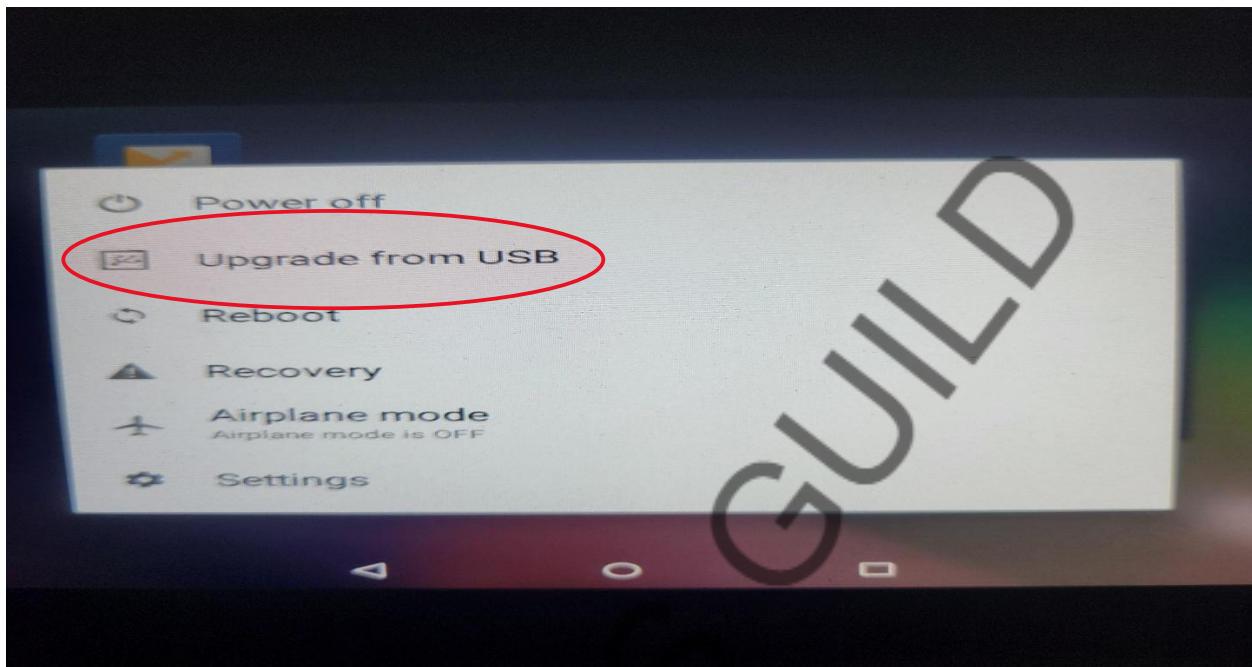 Power off
Upgrade from USB
Reboot
Recovery
Airplane mode
Airplane mode is OFF
Settings
GUILD